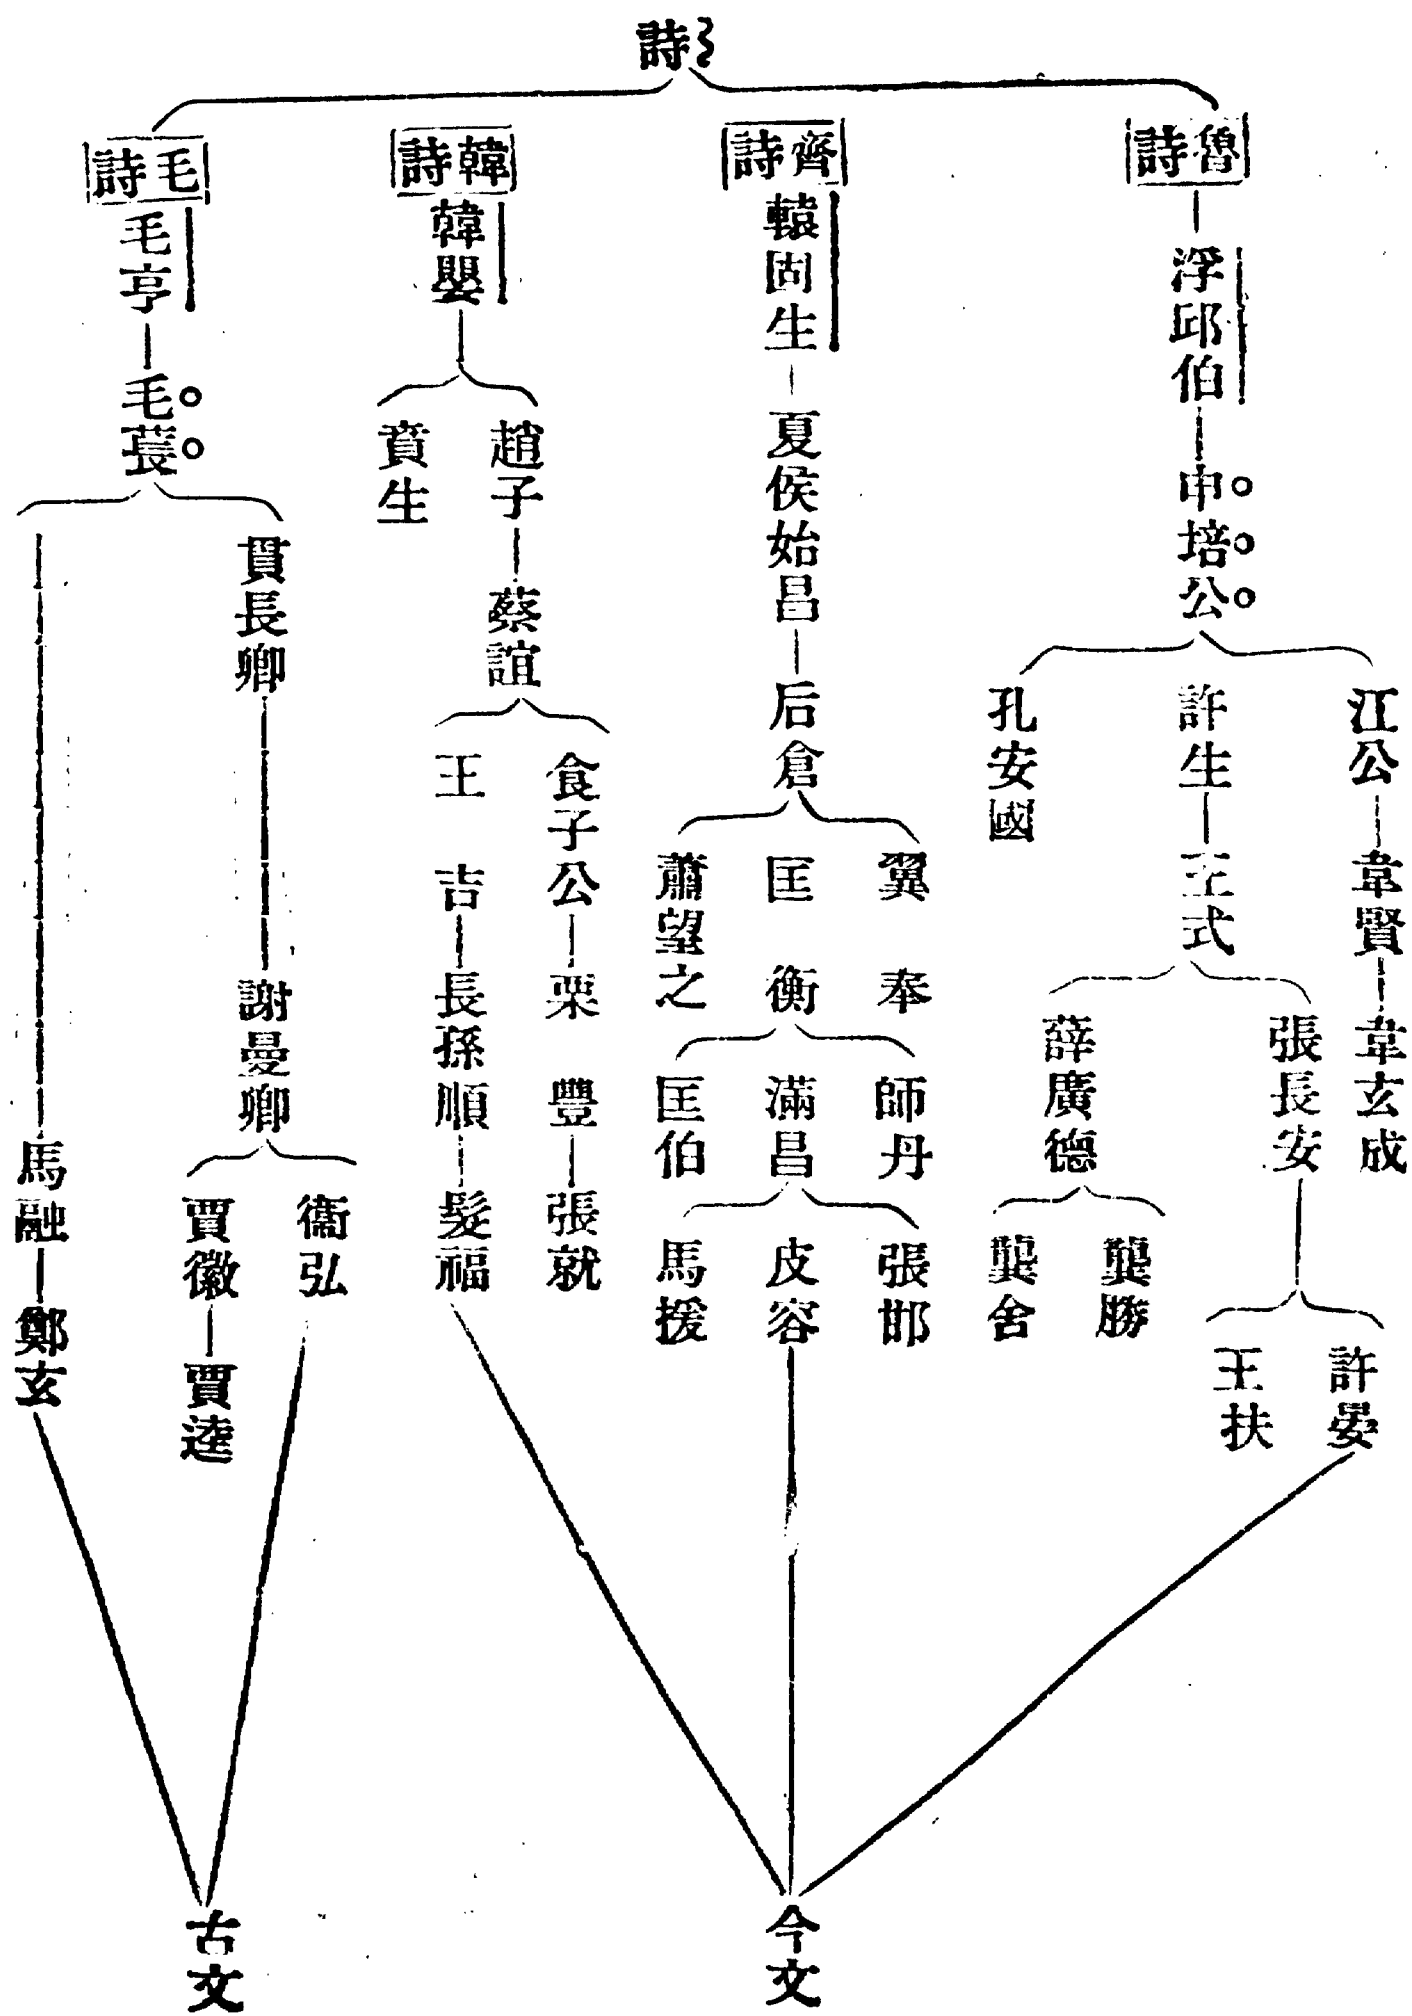 詩
魯詩
浮邱伯
申培公
江公
韋賢
韋玄成
許生
王式
張長安
許晏
王扶
薛廣德
龔勝
龔舍
孔安國
齊詩
轅固生
夏侯始昌
后倉
翼奉
匡衡
師丹
滿昌
張邯
皮容
馬援
匡伯
蕭望之
韓詩
韓嬰
趙子
蔡誼
食子公
栗豐
張就
王吉
長孫順
髮福
賁生
毛詩
毛亨
毛萇
貫長卿
謝曼卿
衞弘
賈徽
賈逵
馬融
鄭玄
今文
古文